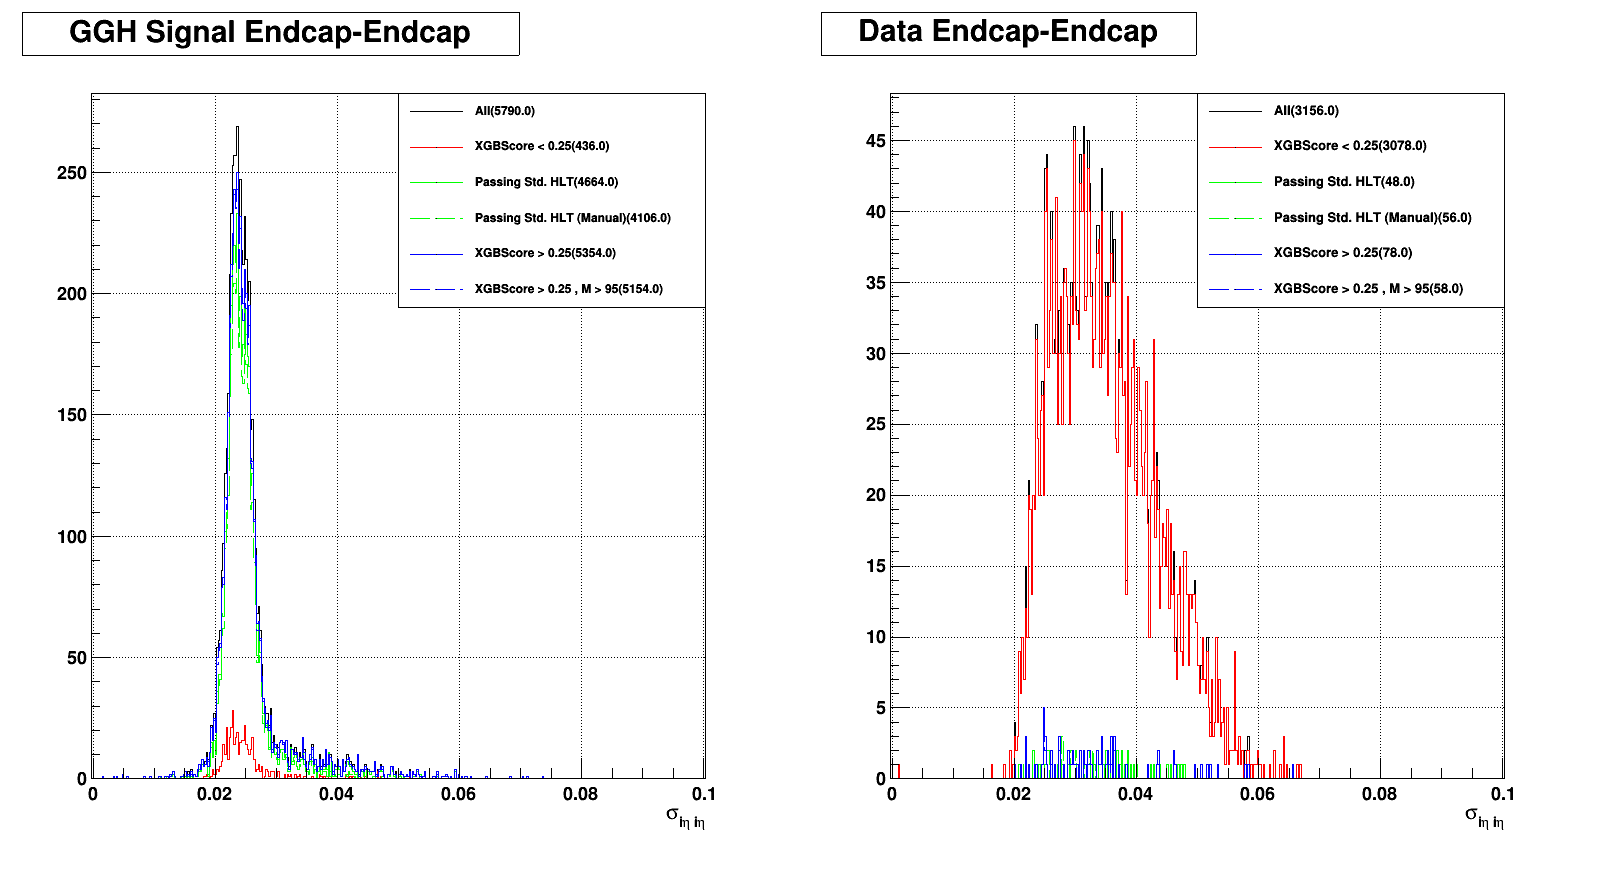 GGH Signal Endcap-Endcap
All(5790.0)
XGBScore < 0.25(436.0)
Passing Std. HLT(4664.0)
Passing Std. HLT (Manual)(4106.0)
XGBScore > 0.25(5354.0)
XGBScore > 0.25 , M > 95(5154.0)
250
200
150
100
50
0
0 0.02 0.04 0.06 0.08 0.1
σiη iη
Data Endcap-Endcap
All(3156.0)
XGBScore < 0.25(3078.0)
Passing Std. HLT(48.0)
Passing Std. HLT (Manual)(56.0)
XGBScore > 0.25(78.0)
XGBScore > 0.25 , M > 95(58.0)
45
40
35
30
25
20
15
10
5
0
0 0.02 0.04 0.06 0.08 0.1
σiη iη